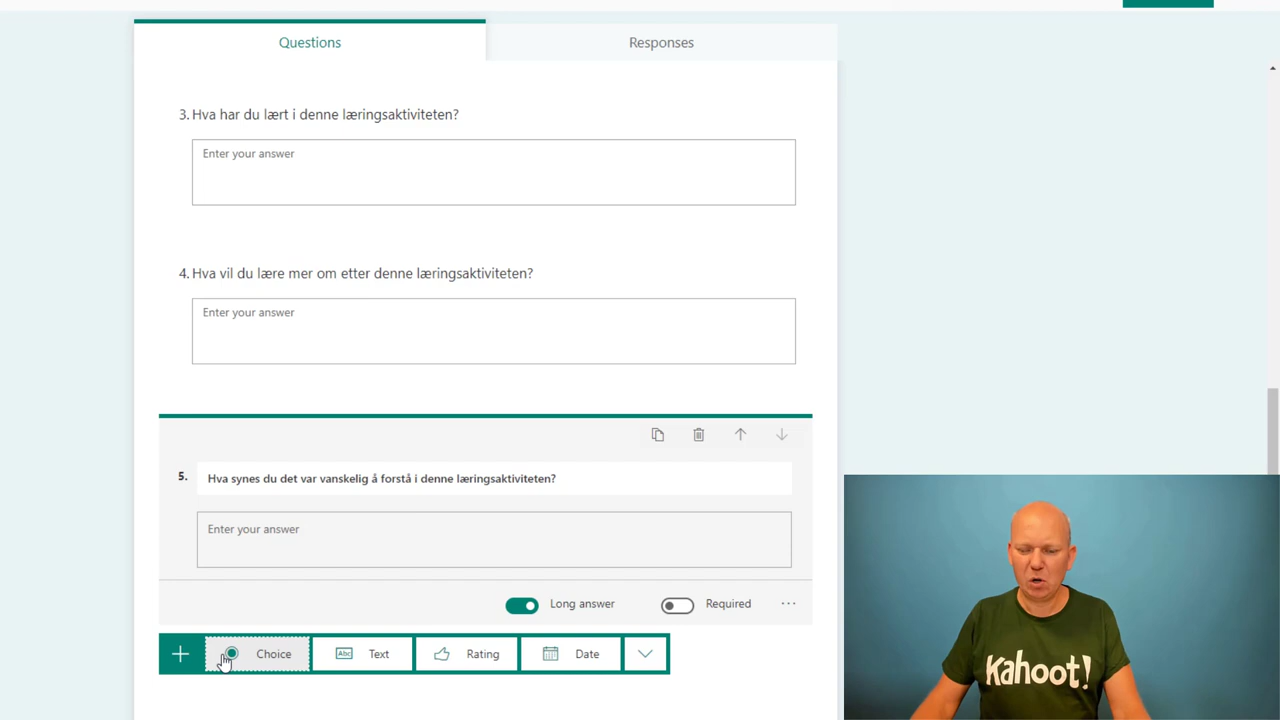 Questions
Responses
3. Hva har du lært i denne læringsaktiviteten?
Enter your answer
4. Hva vil du lære mer om etter denne læringsaktiviteten?
Enter your answer
5. Hva synes du det var vanskelig å forstå i denne læringsaktiviteten?
Enter your answer
Long answer
Required
Choice
Abc Text
Rating
Date
Kahoot!